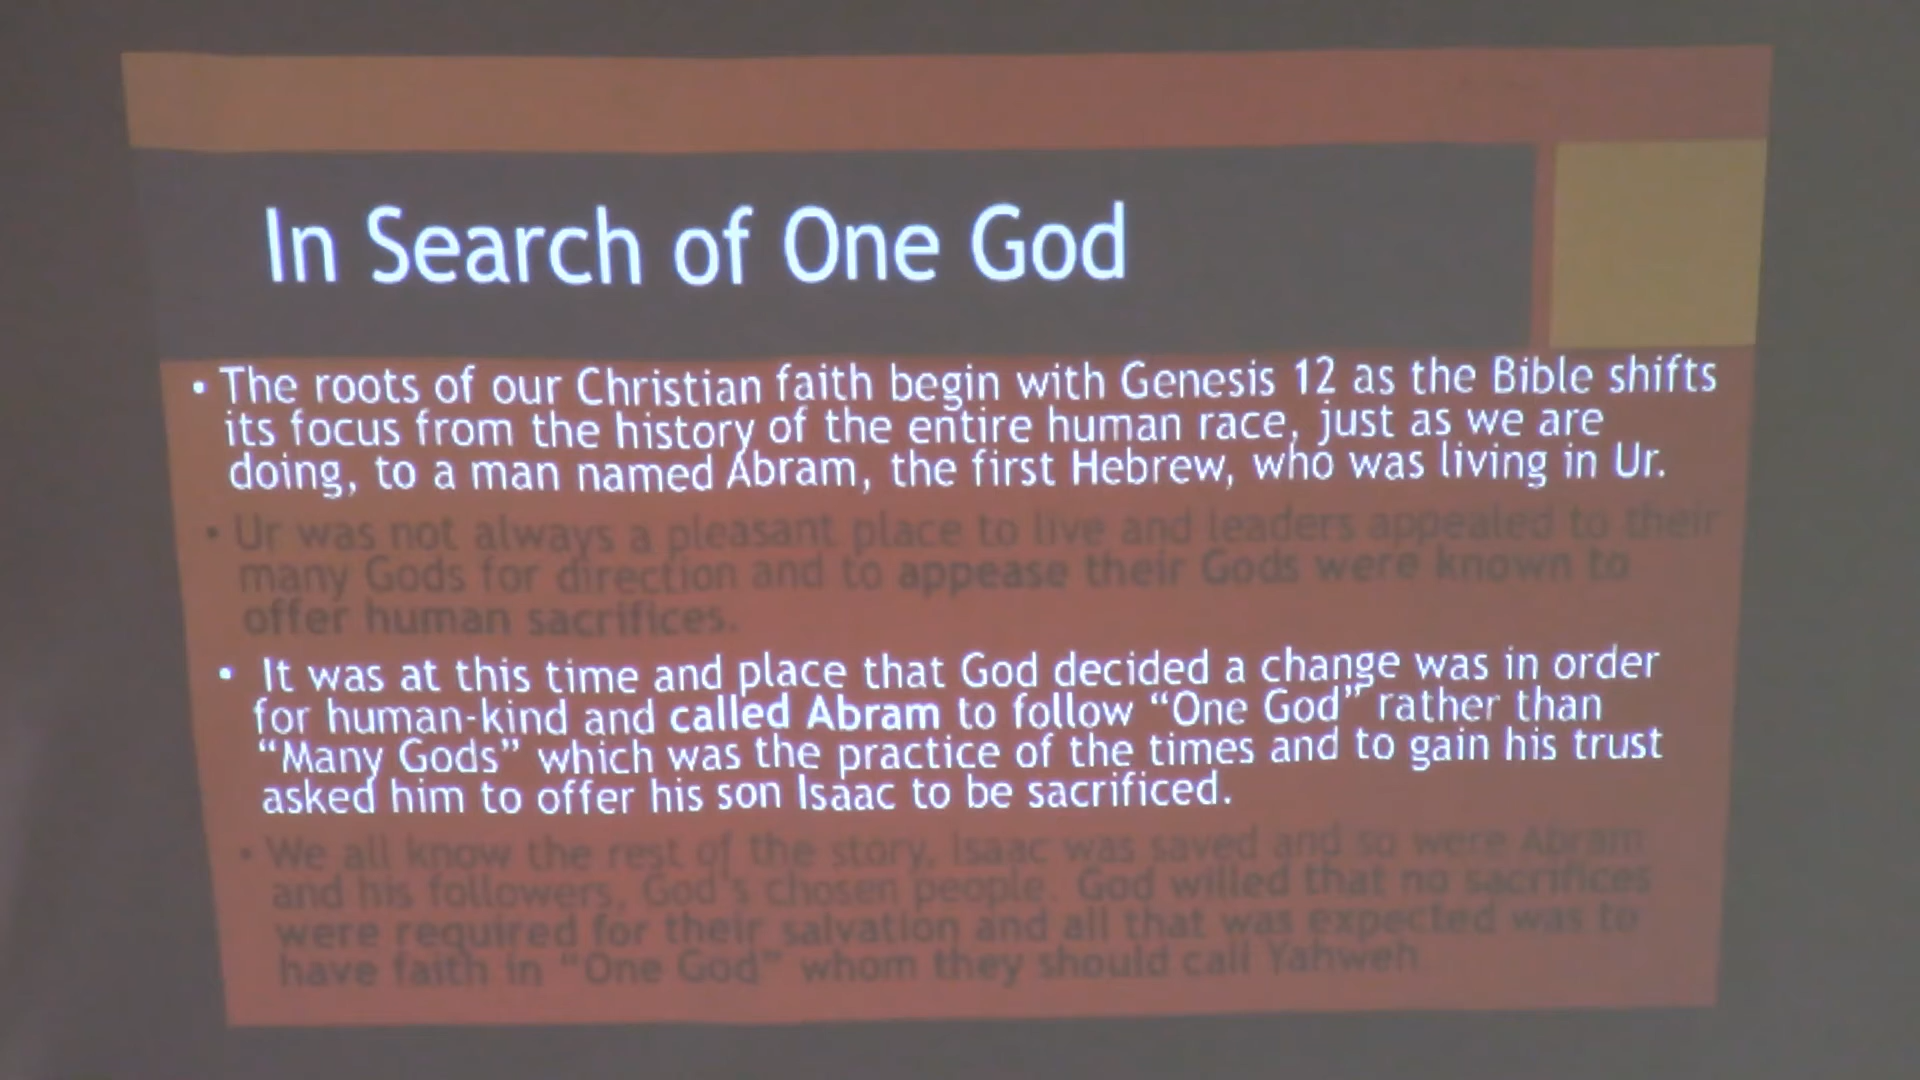 In Search of One God
• The roots of our Christian faith begin with Genesis 12 as the Bible shifts
its focus from the history of the entire human race, just as we are
doing, to a man named Abram, the first Hebrew, who was living in Ur.
• Ur was not always a pleasant place to live and leaders appealed to their
many Gods for direction and to appease their Gods were known to
offer human sacrifices.
• It was at this time and place that God decided a change was in order
for human-kind and called Abram to follow “One God” rather than
“Many Gods” which was the practice of the times and to gain his trust
asked him to offer his son Isaac to be sacrificed.
• We all know the rest of the story, Isaac was saved and so were Abram
and his followers, God's chosen people. God willed that no sacrifices
were required for their salvation and all that was expected was to
have faith in “One God” whom they should call Yahweh